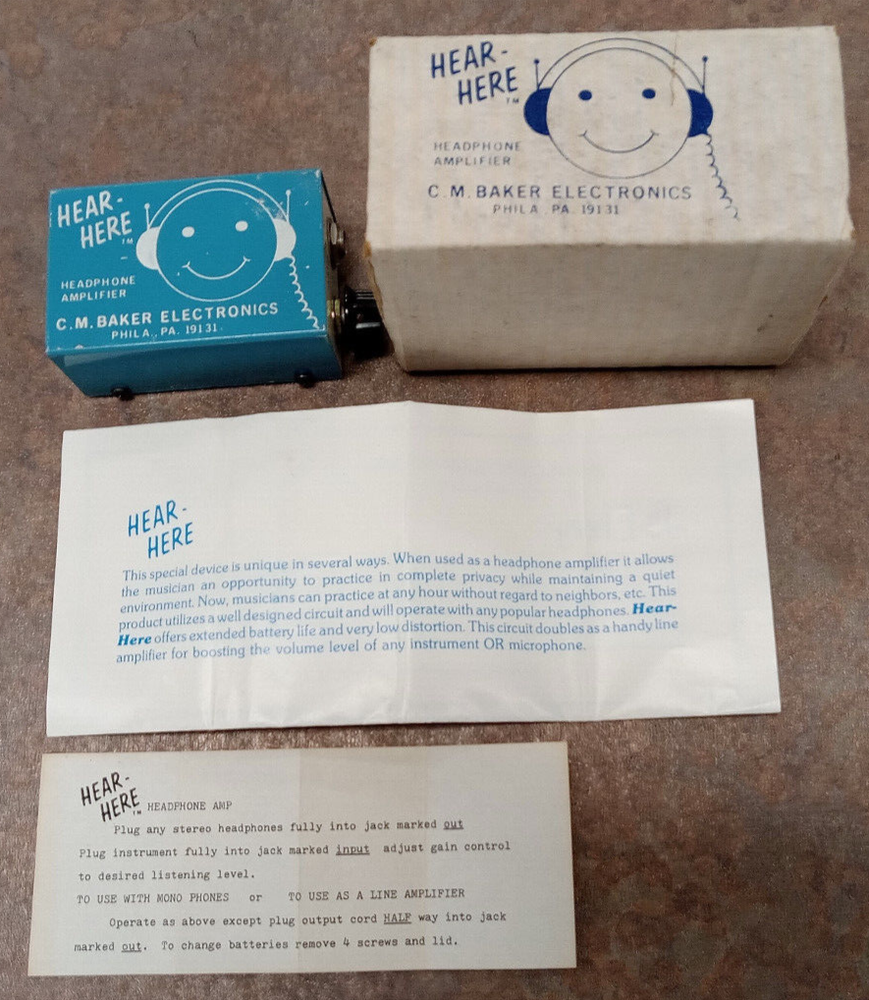 HEAR-
HERE
TM
HEADPHONE
AMPLIFIER
C.M. BAKER ELECTRONICS
PHILA., PA. 19131
HEAR-
HERE
TM
HEADPHONE
AMPLIFIER
C.M. BAKER ELECTRONICS
PHILA., PA. 19131
HEAR-
HERE
This special device is unique in several ways. When used as a headphone amplifier it allows
the musician an opportunity to practice in complete privacy while maintaining a quiet
environment. Now, musicians can practice at any hour without regard to neighbors, etc. This
product utilizes a well designed circuit and will operate with any popular headphones. Hear-
Here offers extended battery life and very low distortion. This circuit doubles as a handy line
amplifier for boosting the volume level of any instrument OR microphone.
HEAR-
HERE TM HEADPHONE AMP
Plug any stereo headphones fully into jack marked out
Plug instrument fully into jack marked input adjust gain control
to desired listening level.
TO USE WITH MONO PHONES or TO USE AS A LINE AMPLIFIER
Operate as above except plug output cord HALF way into jack
marked out. To change batteries remove 4 screws and lid.